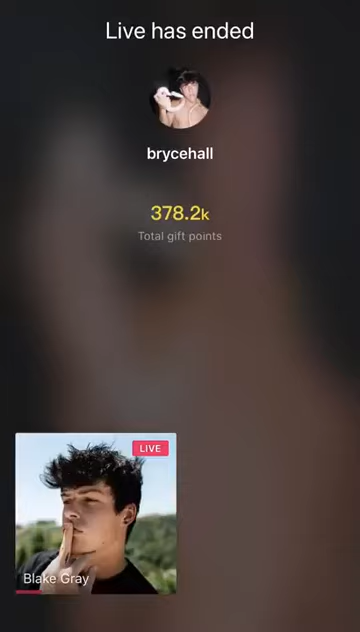 Live has ended
brycehall
378.2k
Total gift points
LIVE
Blake Gray